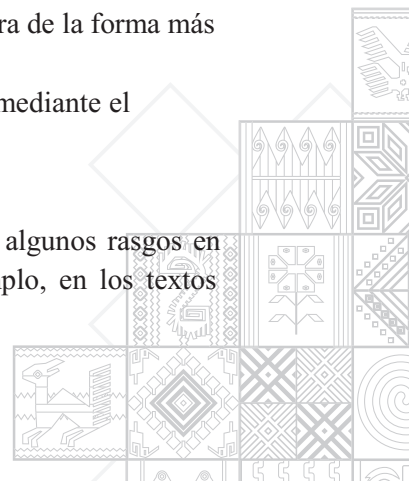 ra de la forma más
mediante el
algunos rasgos en
plo, en los textos